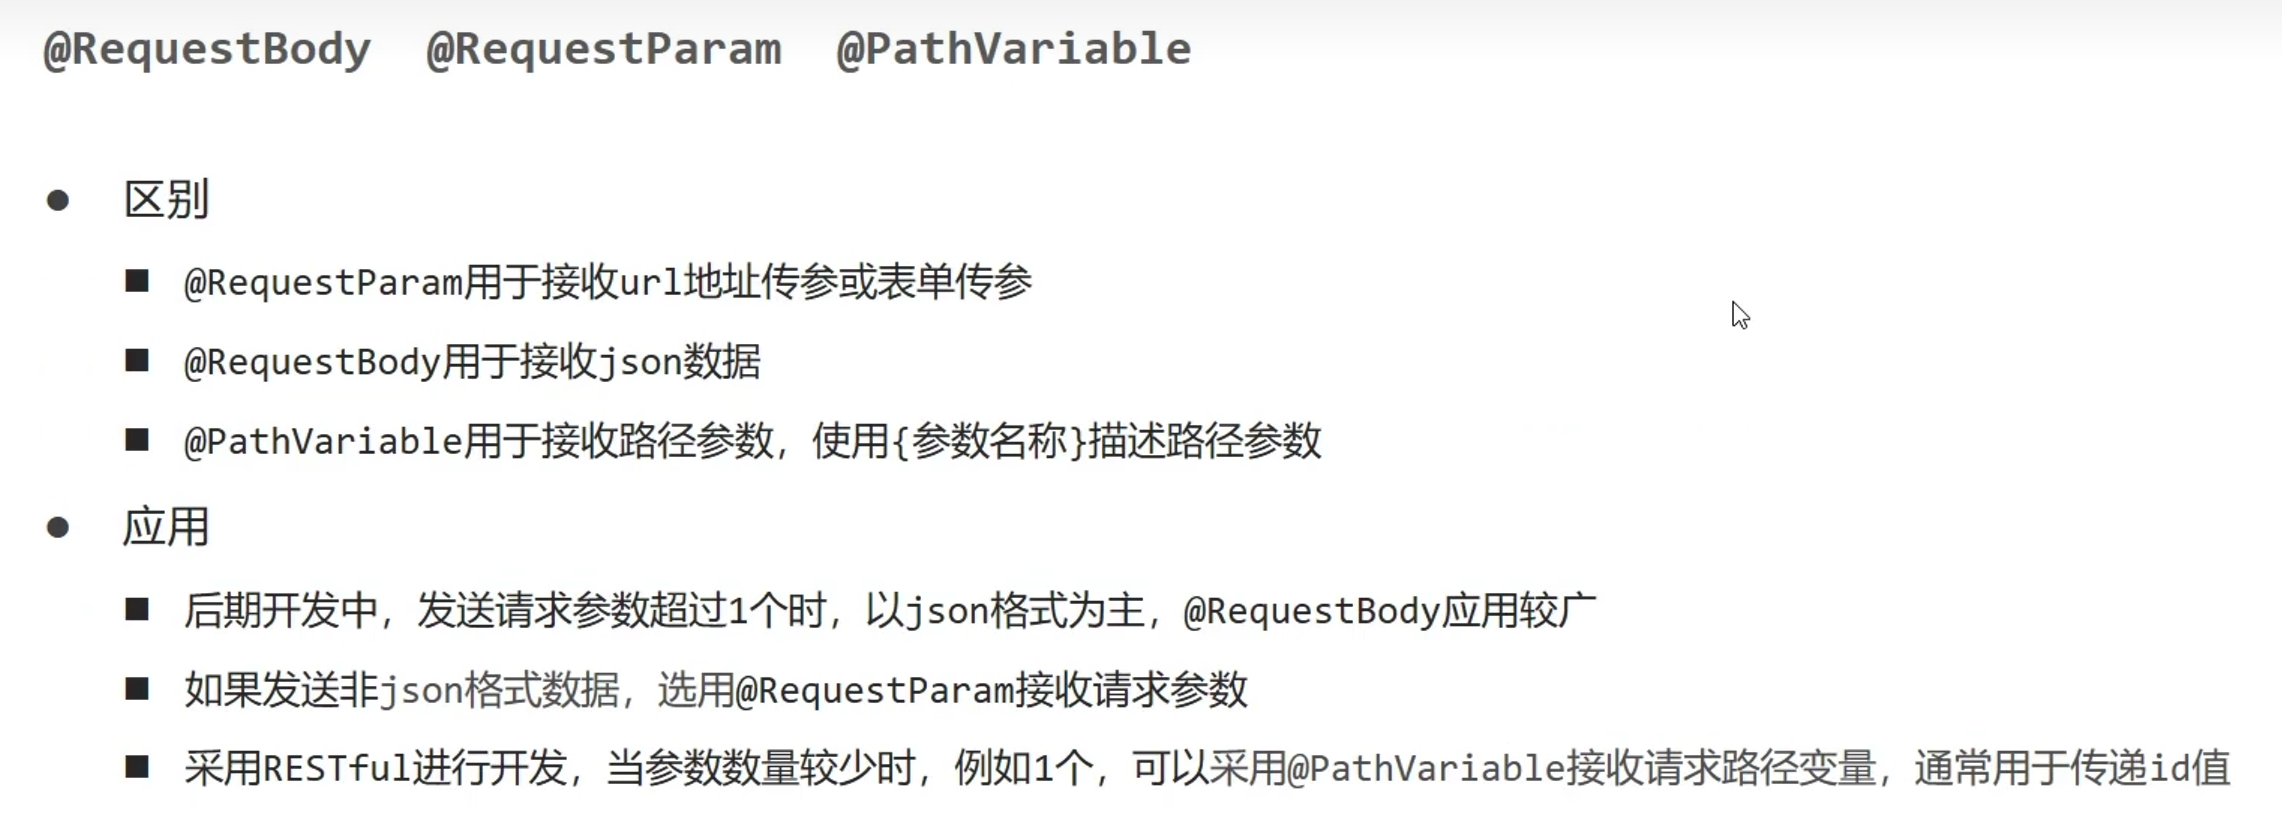 @RequestBody @RequestParam @PathVariable
● 区别
■ @RequestParam用于接收url地址传参或表单传参
■ @RequestBody用于接收json数据
■ @PathVariable用于接收路径参数，使用{参数名称}描述路径参数
● 应用
■ 后期开发中，发送请求参数超过1个时，以json格式为主，@RequestBody应用较广
■ 如果发送非json格式数据，选用@RequestParam接收请求参数
■ 采用RESTful进行开发，当参数数量较少时，例如1个，可以采用@PathVariable接收请求路径变量，通常用于传递id值